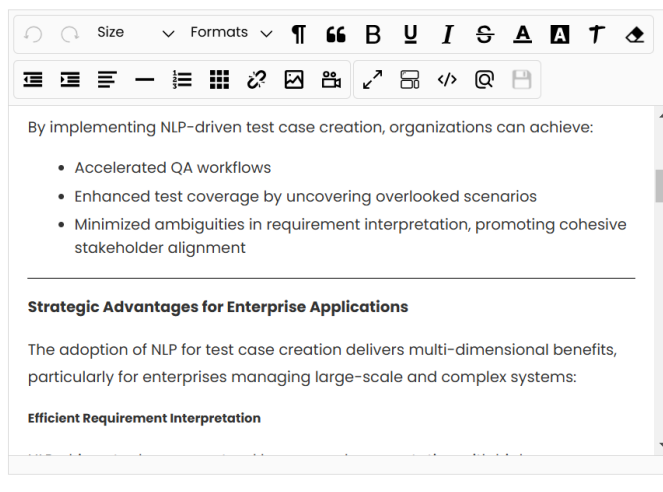 Size Formats
By implementing NLP-driven test case creation, organizations can achieve:
• Accelerated QA workflows
• Enhanced test coverage by uncovering overlooked scenarios
• Minimized ambiguities in requirement interpretation, promoting cohesive
stakeholder alignment
Strategic Advantages for Enterprise Applications
The adoption of NLP for test case creation delivers multi-dimensional benefits,
particularly for enterprises managing large-scale and complex systems:
Efficient Requirement Interpretation